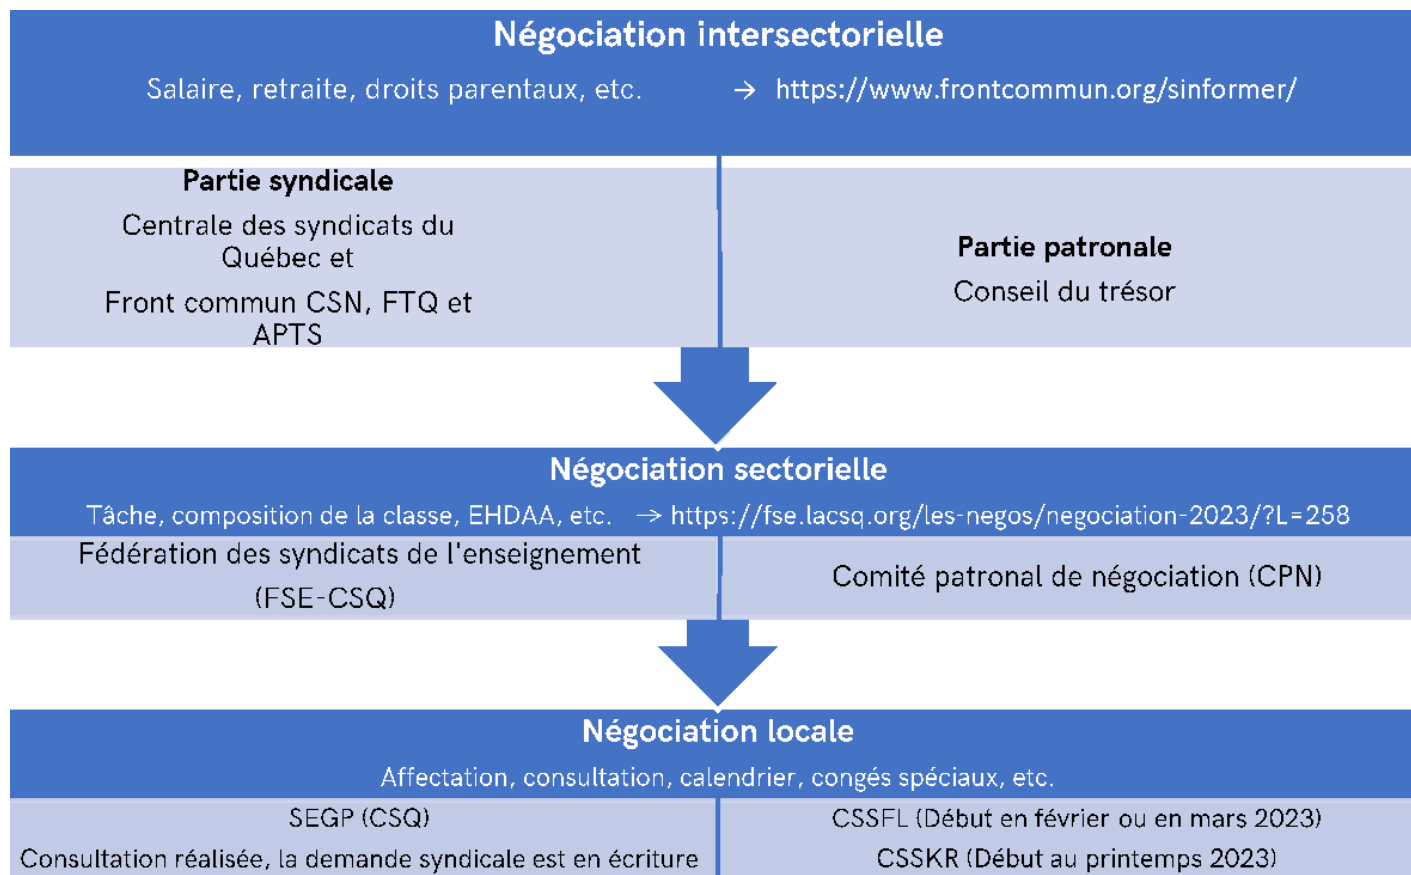 Négociation intersectorielle
Salaire, retraite, droits parentaux, etc. → https://www.frontcommun.org/sinformer/
Partie syndicale
Centrale des syndicats du
Québec et
Front commun CSN, FTQ et
APTS
Partie patronale
Conseil du trésor
Négociation sectorielle
Tâche, composition de la classe, EHDAA, etc. → https://fse.lacsq.org/les-negos/negociation-2023/?L=258
Fédération des syndicats de l'enseignement
(FSE-CSQ)
Comité patronal de négociation (CPN)
Négociation locale
Affectation, consultation, calendrier, congés spéciaux, etc.
SEGP (CSQ)
Consultation réalisée, la demande syndicale est en écriture
CSSFL (Début en février ou en mars 2023)
CSSKR (Début au printemps 2023)